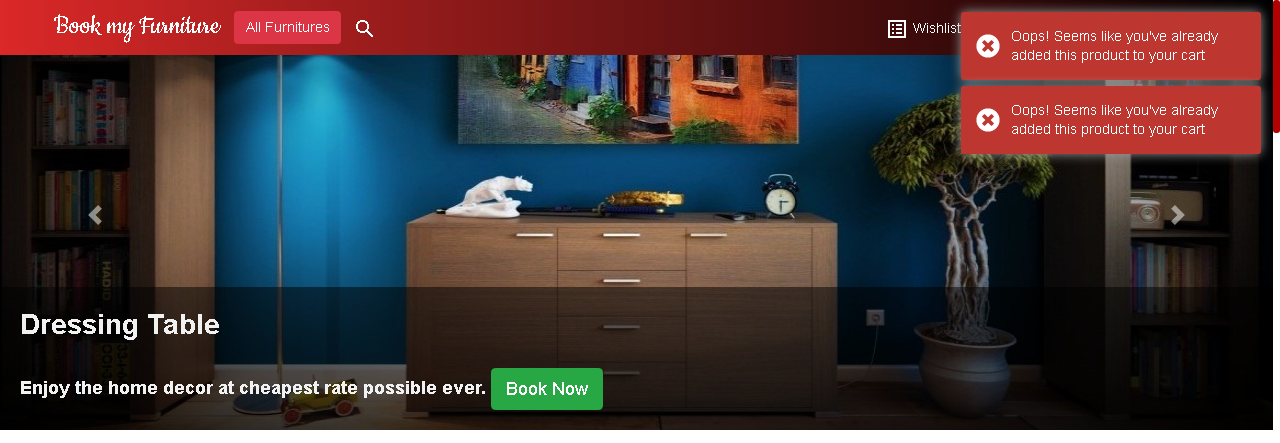 Book my Furniture
All Furnitures
Wishlist
Oops! Seems like you've already
added this product to your cart
Oops! Seems like you've already
added this product to your cart
Dressing Table
Enjoy the home decor at cheapest rate possible ever.
Book Now